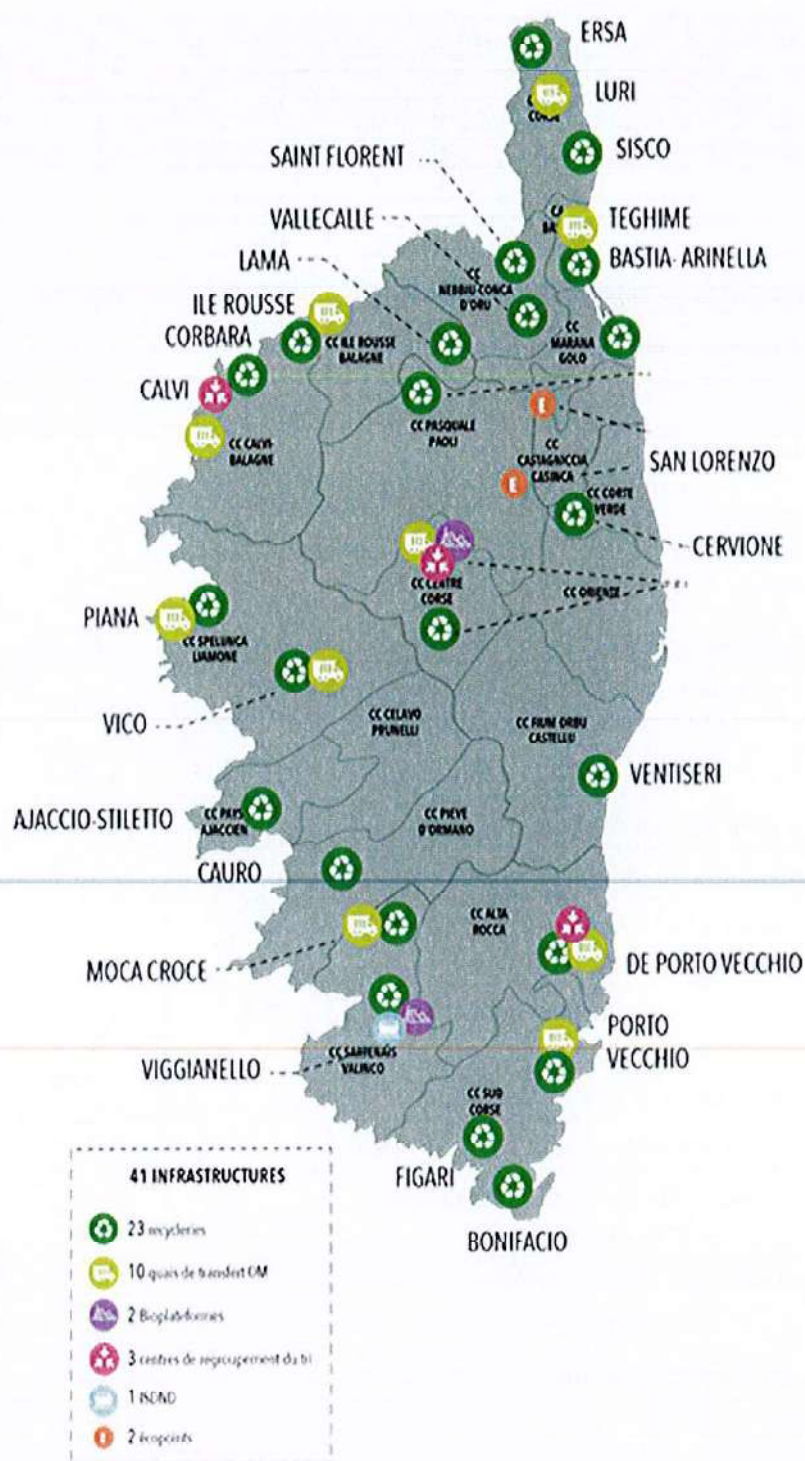 ERSA
LURI
CORSE
SISCO
SAINT FLORENT
VALLECALLE
TEGHIME
LAMA
BASTIA- ARINELLA
CC
NEBBIU-CONCA
D'ORU
ILE ROUSSE
CORBARA
CC ILE ROUSSE
BALAGNE
CC
MARANA
GOLO
CALVI
CC PASQUALE
PAOLI
E
CC CALVI-
BALAGNE
CC
CASTAGNICCIA
CASINCA
SAN LORENZO
E
CERVIONE
CC CENTRE
CORSE
CC ORIENTE
PIANA
CC SPELUNCA
LIAMONE
VICO
CC CELAVO
PRUNELLI
CC FIUM ORBU
CASTELLU
VENTISERI
AJACCIO-STILETTO
CC PAYS
AJACCIEN
CC PIEVE
D'ORNANO
CAURO
CC ALTA
ROCCA
MOCA CROCE
DE PORTO VECCHIO
PORTO
VECCHIO
VIGGIANELLO
VALINCO
CC SUD
CORSE
FIGARI
BONIFACIO
41 INFRASTRUCTURES
23 recycleries
10 quais de transfert OM
2 Bioplateformes
3 centres de regroupement du tri
1 ISDND
2 écopoints